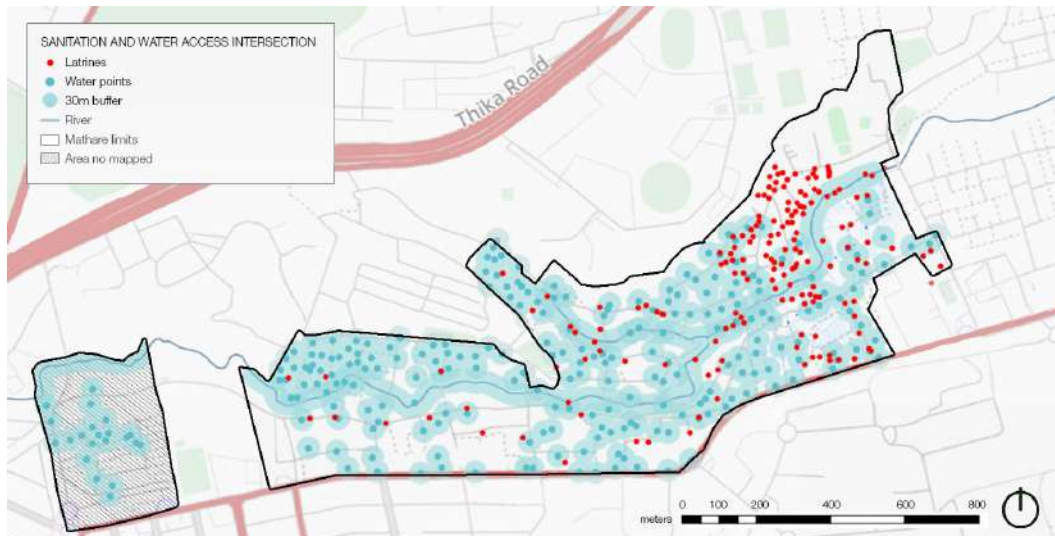 SANITATION AND WATER ACCESS INTERSECTION
Latrines
Water points
30m buffer
River
Mathare limits
Area no mapped
Thika Road
0 100 200 400 600 800
meters